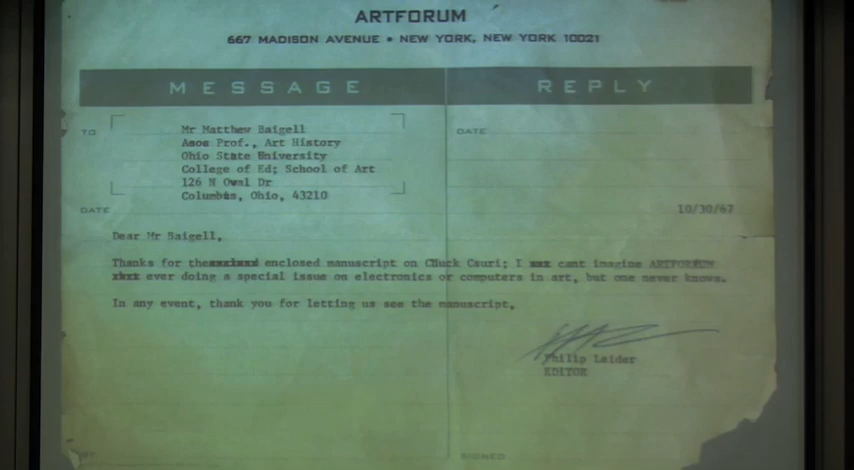 ARTFORUM
667 MADISON AVENUE • NEW YORK, NEW YORK 10021
MESSAGE
REPLY
TO
Mr Matthew Baigell
Asos Prof., Art History
Ohio State University
College of Ed; School of Art
126 N Oval Dr
Columbus, Ohio, 43210
DATE
DATE
10/30/67
Dear Mr Baigell,
Thanks for the enclosed manuscript on Chuck Csuri; I xxx cant imagine ARTFORUM
xxxx ever doing a special issue on electronics or computers in art, but one never knows.
In any event, thank you for letting us see the manuscript,
Philip Leider
EDITOR
BY
SIGNED